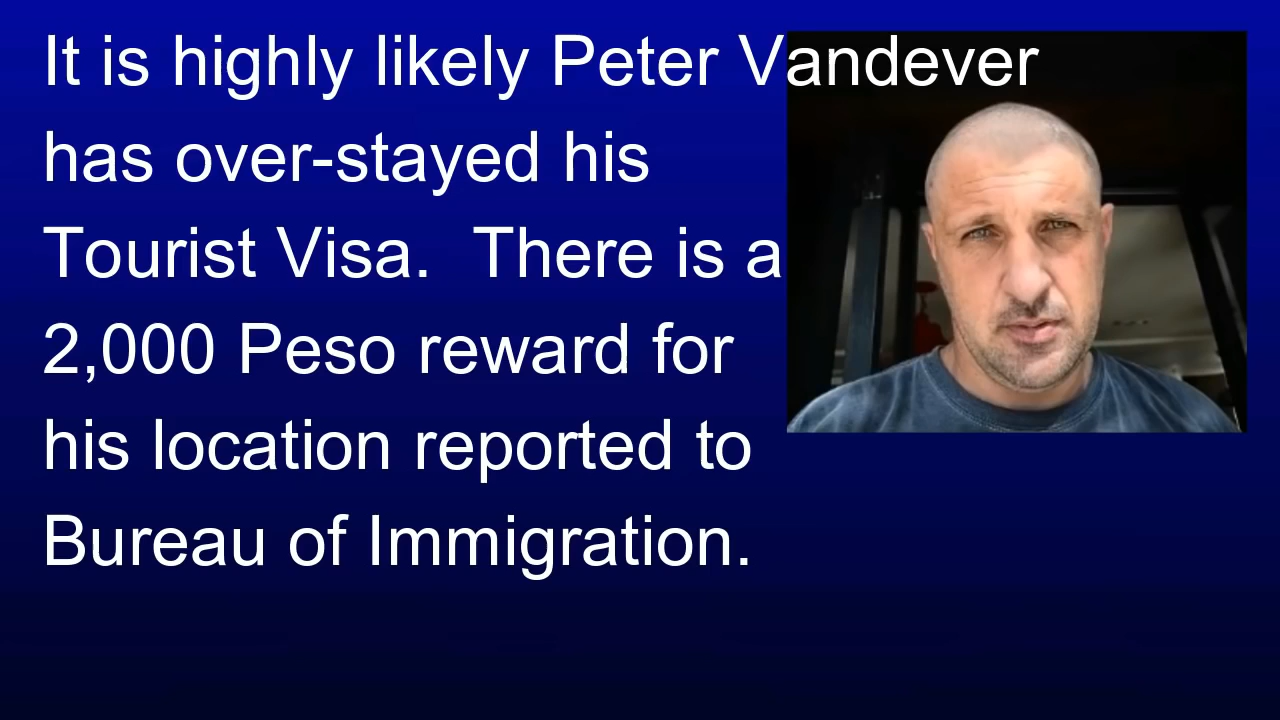 It is highly likely Peter Vandever
has over-stayed his
Tourist Visa.  There is a
2,000 Peso reward for
his location reported to
Bureau of Immigration.